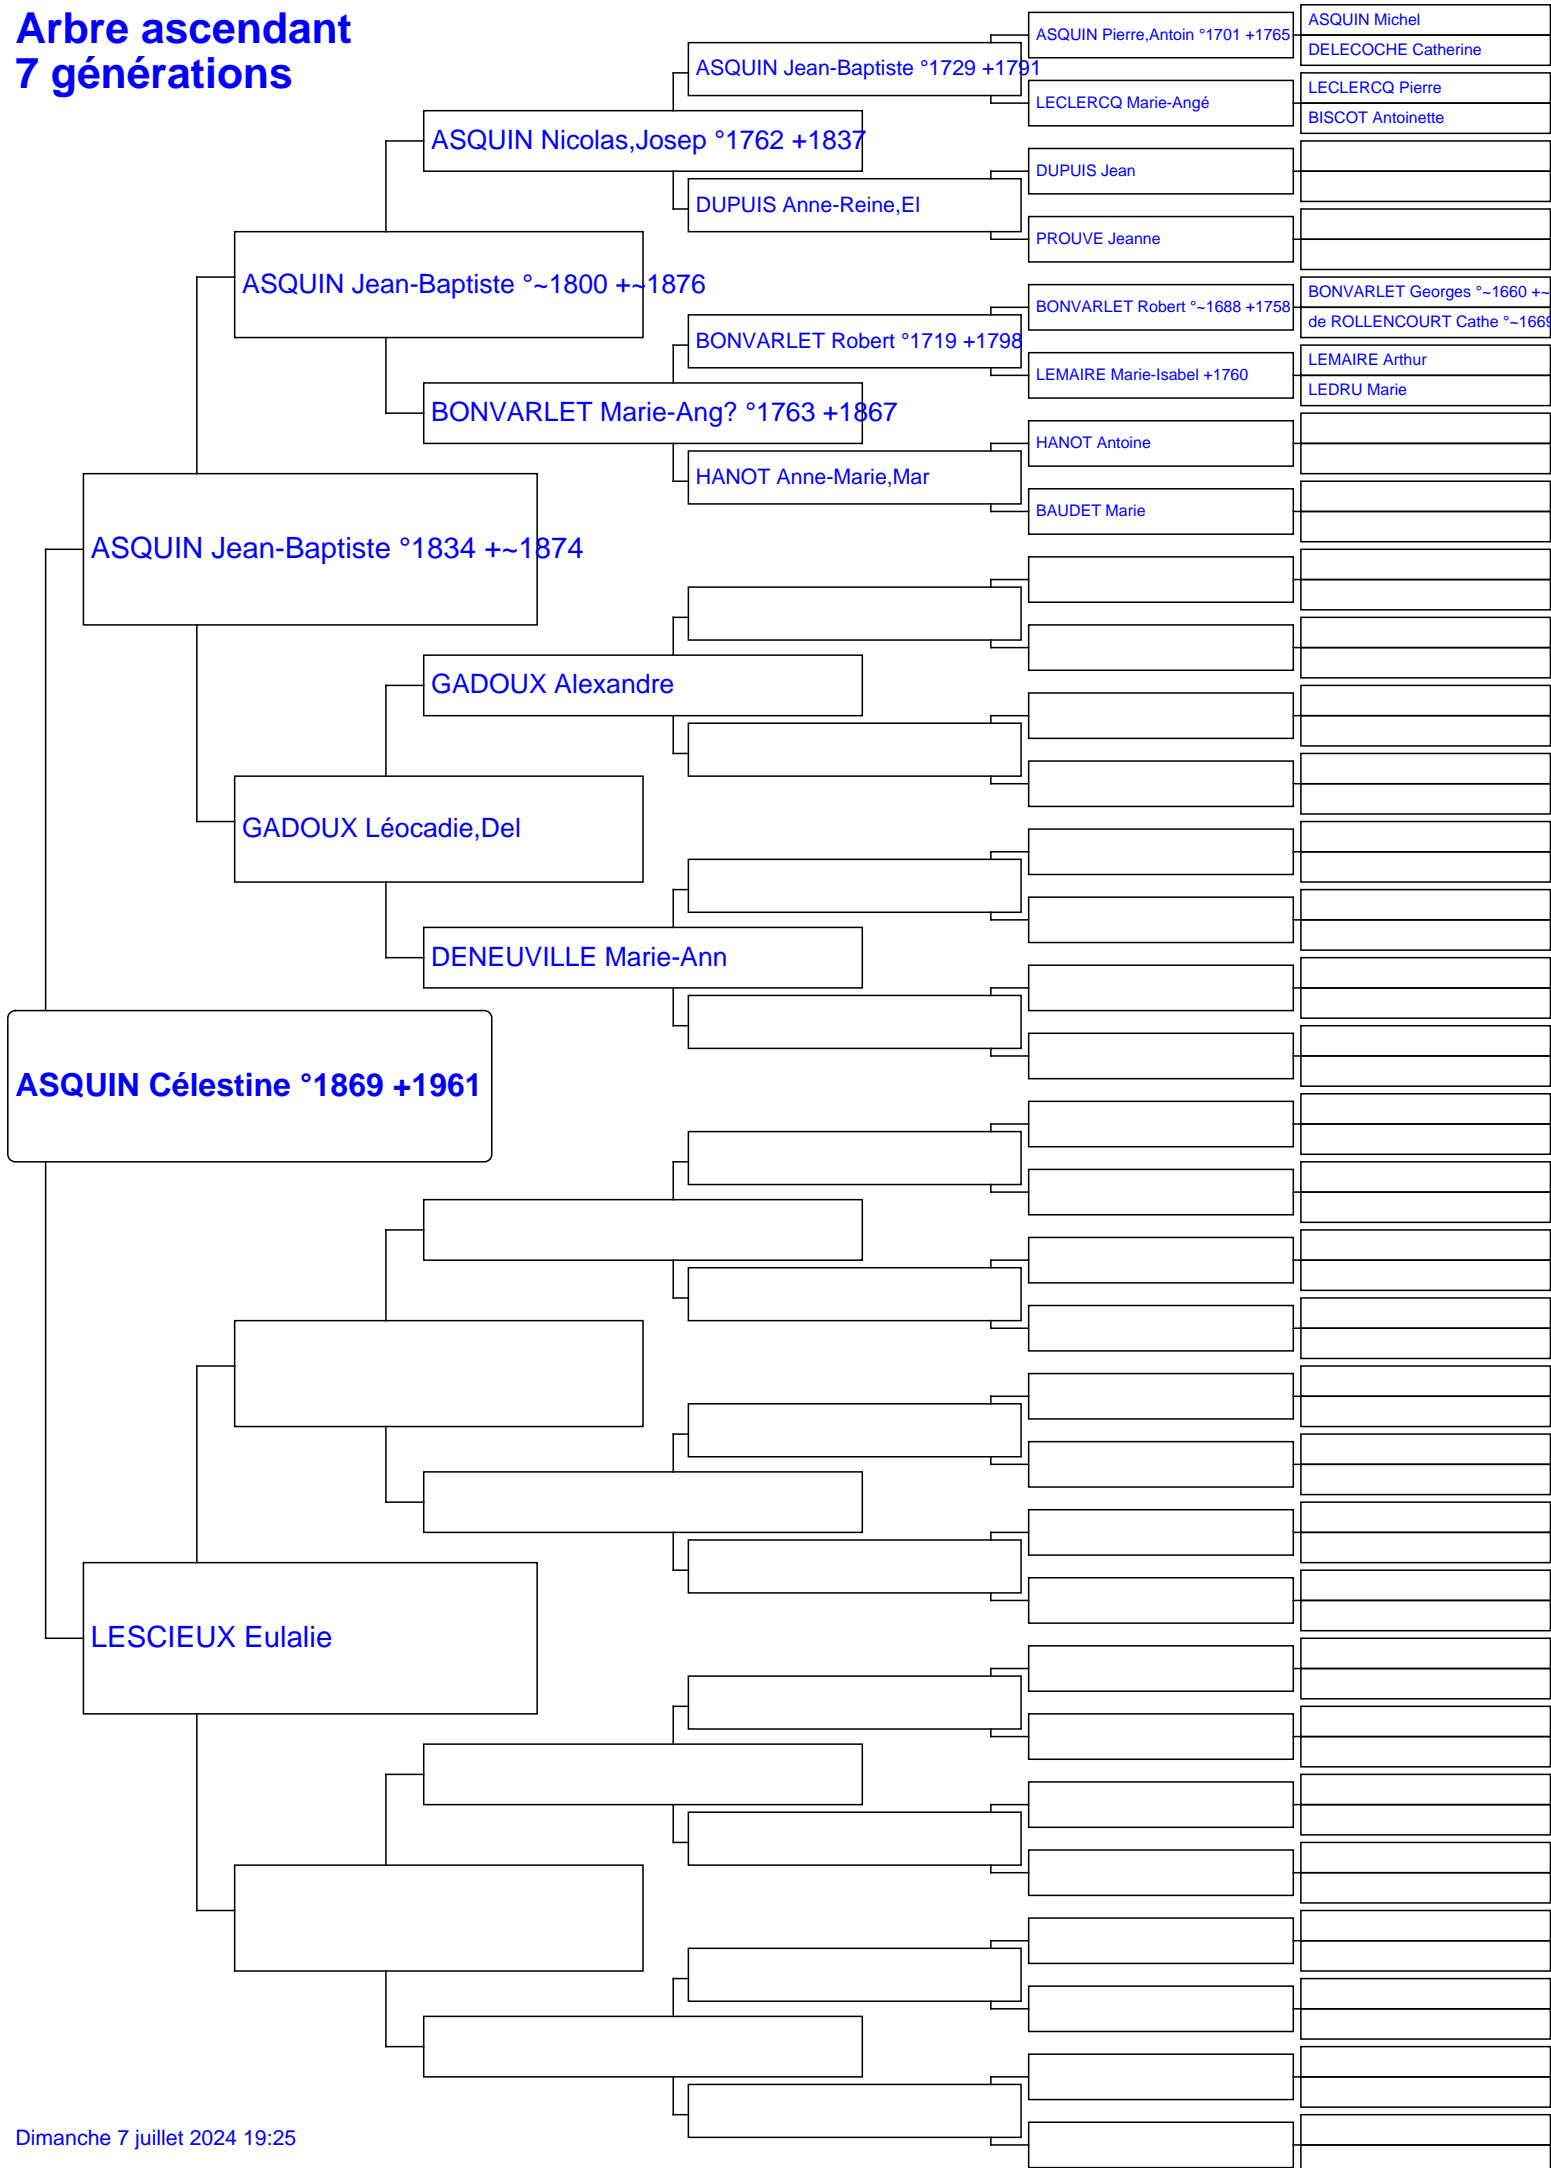 Arbre ascendant
7 générations
ASQUIN Célestine °1869 +1961
ASQUIN Jean-Baptiste °1834 +~1874
LESCIEUX Eulalie
ASQUIN Jean-Baptiste °~1800 +~1876
GADOUX Léocadie,Del
ASQUIN Nicolas,Josep °1762 +1837
BONVARLET Marie-Ang? °1763 +1867
GADOUX Alexandre
DENEUVILLE Marie-Ann
ASQUIN Jean-Baptiste °1729 +1791
DUPUIS Anne-Reine,El
BONVARLET Robert °1719 +1798
HANOT Anne-Marie,Mar
ASQUIN Pierre,Antoin °1701 +1765
LECLERCQ Marie-Angé
DUPUIS Jean
PROUVE Jeanne
BONVARLET Robert °~1688 +1758
LEMAIRE Marie-Isabel +1760
HANOT Antoine
BAUDET Marie
ASQUIN Michel
DELECOCHE Catherine
LECLERCQ Pierre
BISCOT Antoinette
BONVARLET Georges °~1660 +~
de ROLLENCOURT Cathe °~1669
LEMAIRE Arthur
LEDRU Marie
Dimanche 7 juillet 2024 19:25